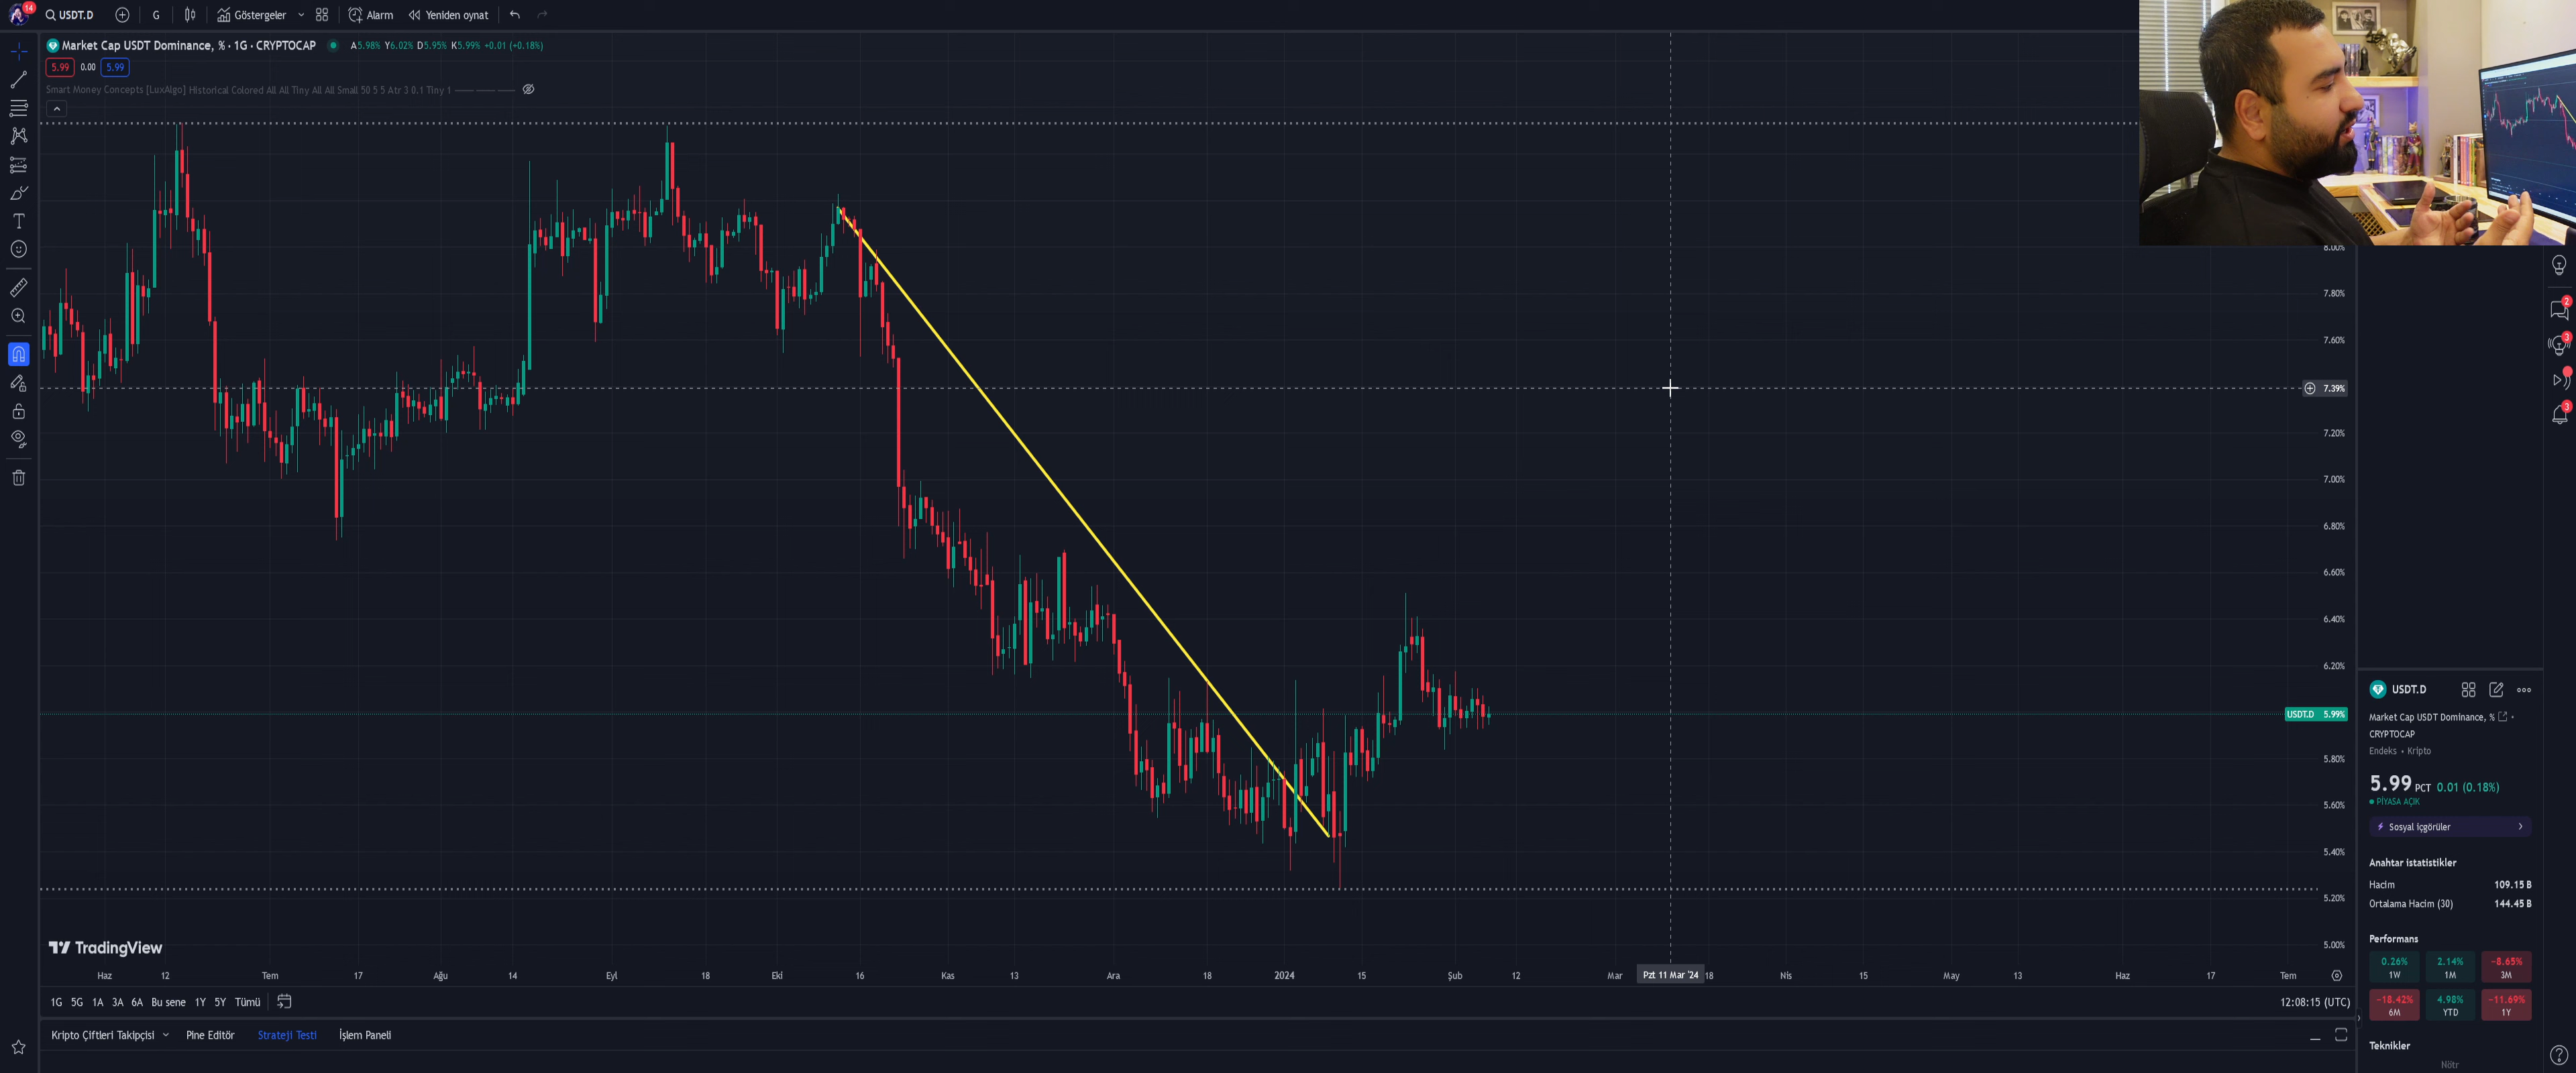 14 USDT.D G Göstergeler Alarm Yeniden oynat
Market Cap USDT Dominance, % · 1G · CRYPTOCAP A5.98% Y6.02% D5.95% K5.99% +0.01 (+0.18%)
5.99 0.00 5.99
Smart Money Concepts [LuxAlgo] Historical Colored All All Tiny All All Small 50 5 5 Atr 3 0.1 Tiny 1
8.00%
7.80%
7.60%
7.39%
7.20%
7.00%
6.80%
6.60%
6.40%
6.20%
USDT.D 5.99%
5.80%
5.60%
5.40%
5.20%
5.00%
TradingView
Haz 12 Tem 17 Ağu 14 Eyl 18 Eki 16 Kas 13 Ara 18 2024 15 Şub 12 Mar Pzt 11 Mar '24 18 Nis 15 May 13 Haz 17 Tem
1G 5G 1A 3A 6A Bu sene 1Y 5Y Tümü 12:08:15 (UTC)
Kripto Çiftleri Takipçisi Pine Editör Strateji Testi İşlem Paneli
2
3
3
USDT.D
Market Cap USDT Dominance, % ·
CRYPTOCAP
Endeks • Kripto
5.99 PCT 0.01 (0.18%)
PİYASA AÇIK
Sosyal içgörüler
Anahtar istatistikler
Hacim 109.15 B
Ortalama Hacim (30) 144.45 B
Performans
0.26% 2.14% −8.65%
1W 1M 3M
−18.42% 4.98% −11.69%
6M YTD 1Y
Teknikler
Nötr